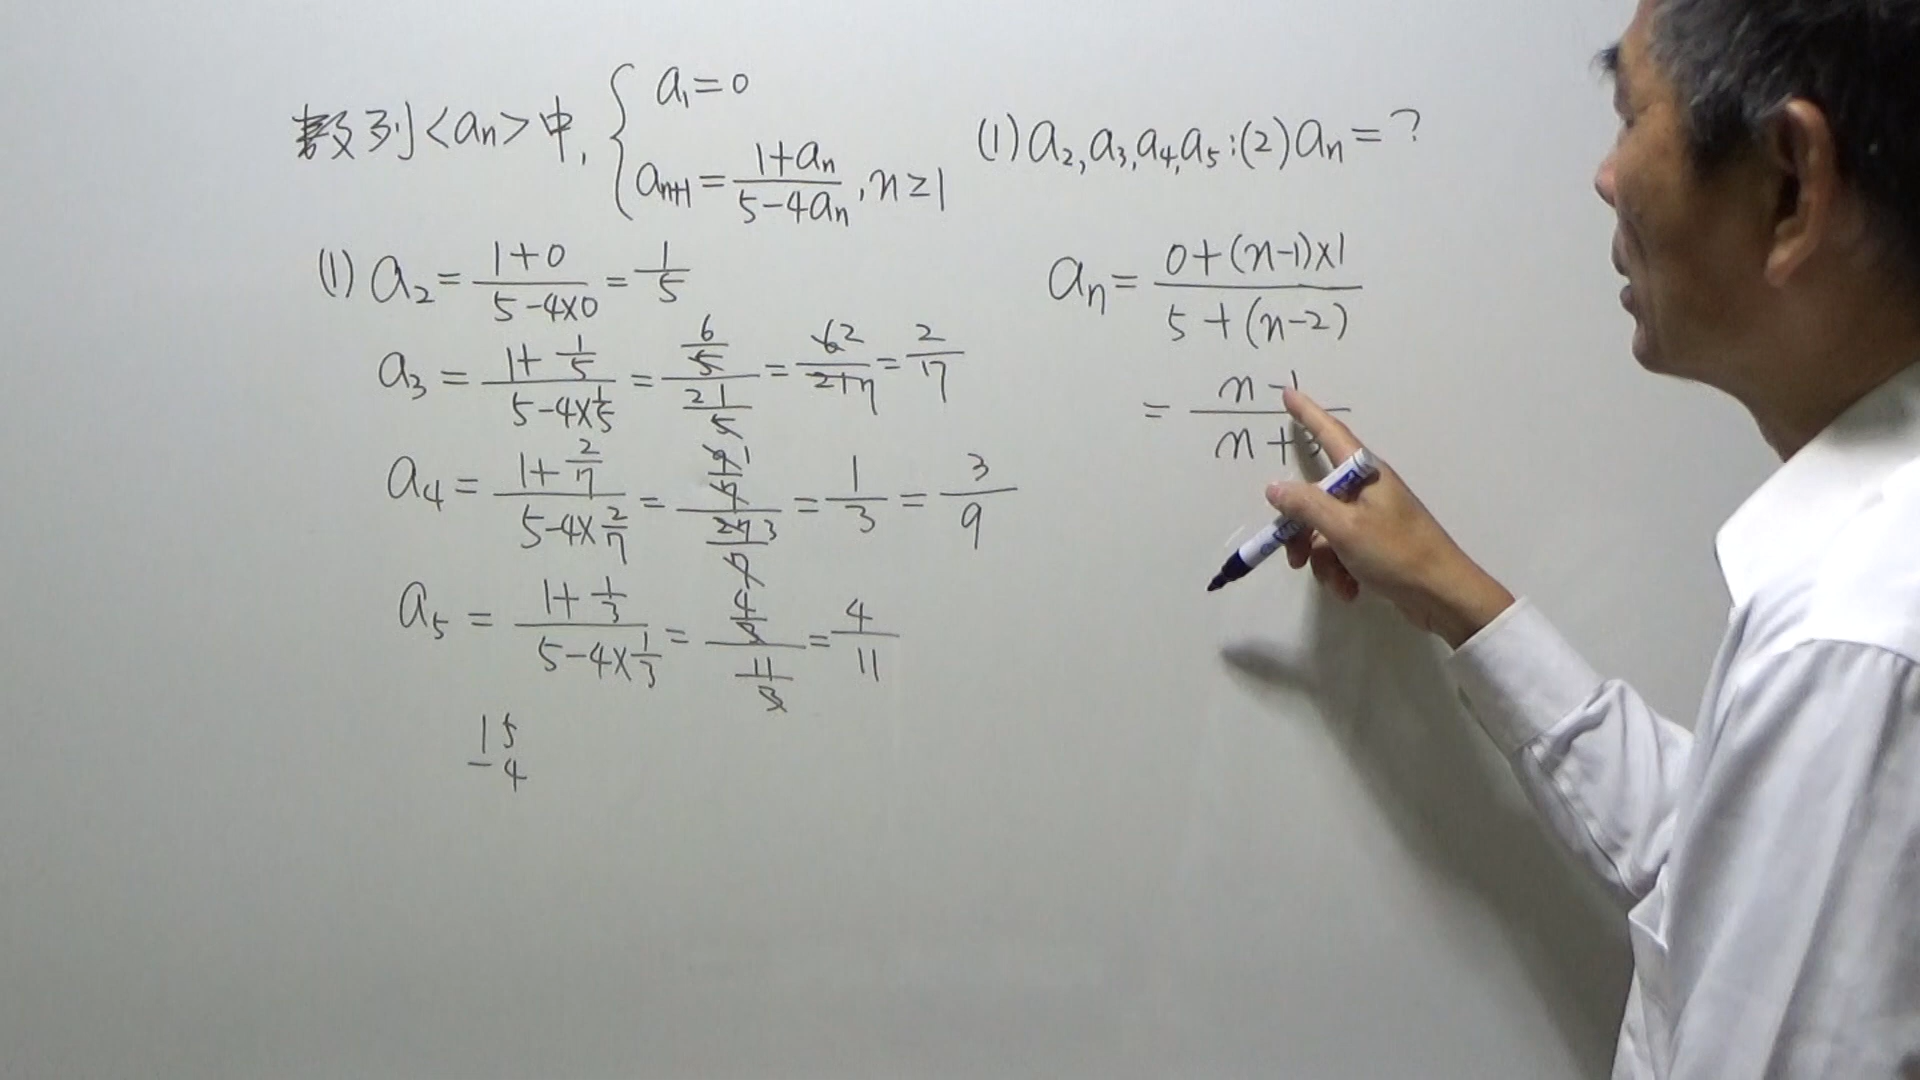 數列<an>中, { a₁=0
aₙ₊₁ = (1+aₙ)/(5-4aₙ), n≥1
(1) a₂,a₃,a₄,a₅ ; (2) aₙ = ?
(1) a₂ = (1+0)/(5-4×0) = 1/5
a₃ = (1+1/5)/(5-4×1/5) = (6/5)/(21/5) = 2/7
a₄ = (1+2/7)/(5-4×2/7) = (9/7)/(27/7) = 1/3 = 3/9
a₅ = (1+1/3)/(5-4×1/3) = (4/3)/(11/3) = 4/11
15
-4
aₙ = (0+(n-1)×1)/(5+(n-2))
= (n-1)/(n+3)